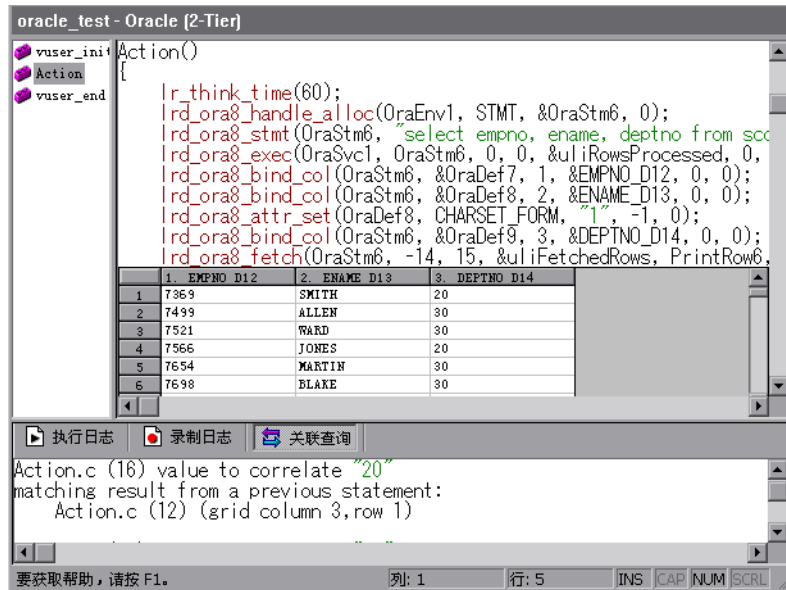 oracle_test - Oracle (2-Tier)
vuser_init
Action
vuser_end
Action()
{
lr_think_time(60);
lrd_ora8_handle_alloc(OraEnv1, STMT, &OraStm6, 0);
lrd_ora8_stmt(OraStm6, "select empno, ename, deptno from sco
lrd_ora8_exec(OraSvc1, OraStm6, 0, 0, &uliRowsProcessed, 0,
lrd_ora8_bind_col(OraStm6, &OraDef7, 1, &EMPNO_D12, 0, 0);
lrd_ora8_bind_col(OraStm6, &OraDef8, 2, &ENAME_D13, 0, 0);
lrd_ora8_attr_set(OraDef8, CHARSET_FORM, "1", -1, 0);
lrd_ora8_bind_col(OraStm6, &OraDef9, 3, &DEPTNO_D14, 0, 0);
lrd_ora8_fetch(OraStm6, -14, 15, &uliFetchedRows, PrintRow6,
1. EMPNO D12 2. ENAME D13 3. DEPTNO D14
1 7369 SMITH 20
2 7499 ALLEN 30
3 7521 WARD 30
4 7566 JONES 20
5 7654 MARTIN 30
6 7698 BLAKE 30
执行日志 录制日志 关联查询
Action.c (16) value to correlate "20"
matching result from a previous statement:
Action.c (12) (grid column 3,row 1)
要获取帮助，请按 F1。 列: 1 行: 5 INS CAP NUM SCRL